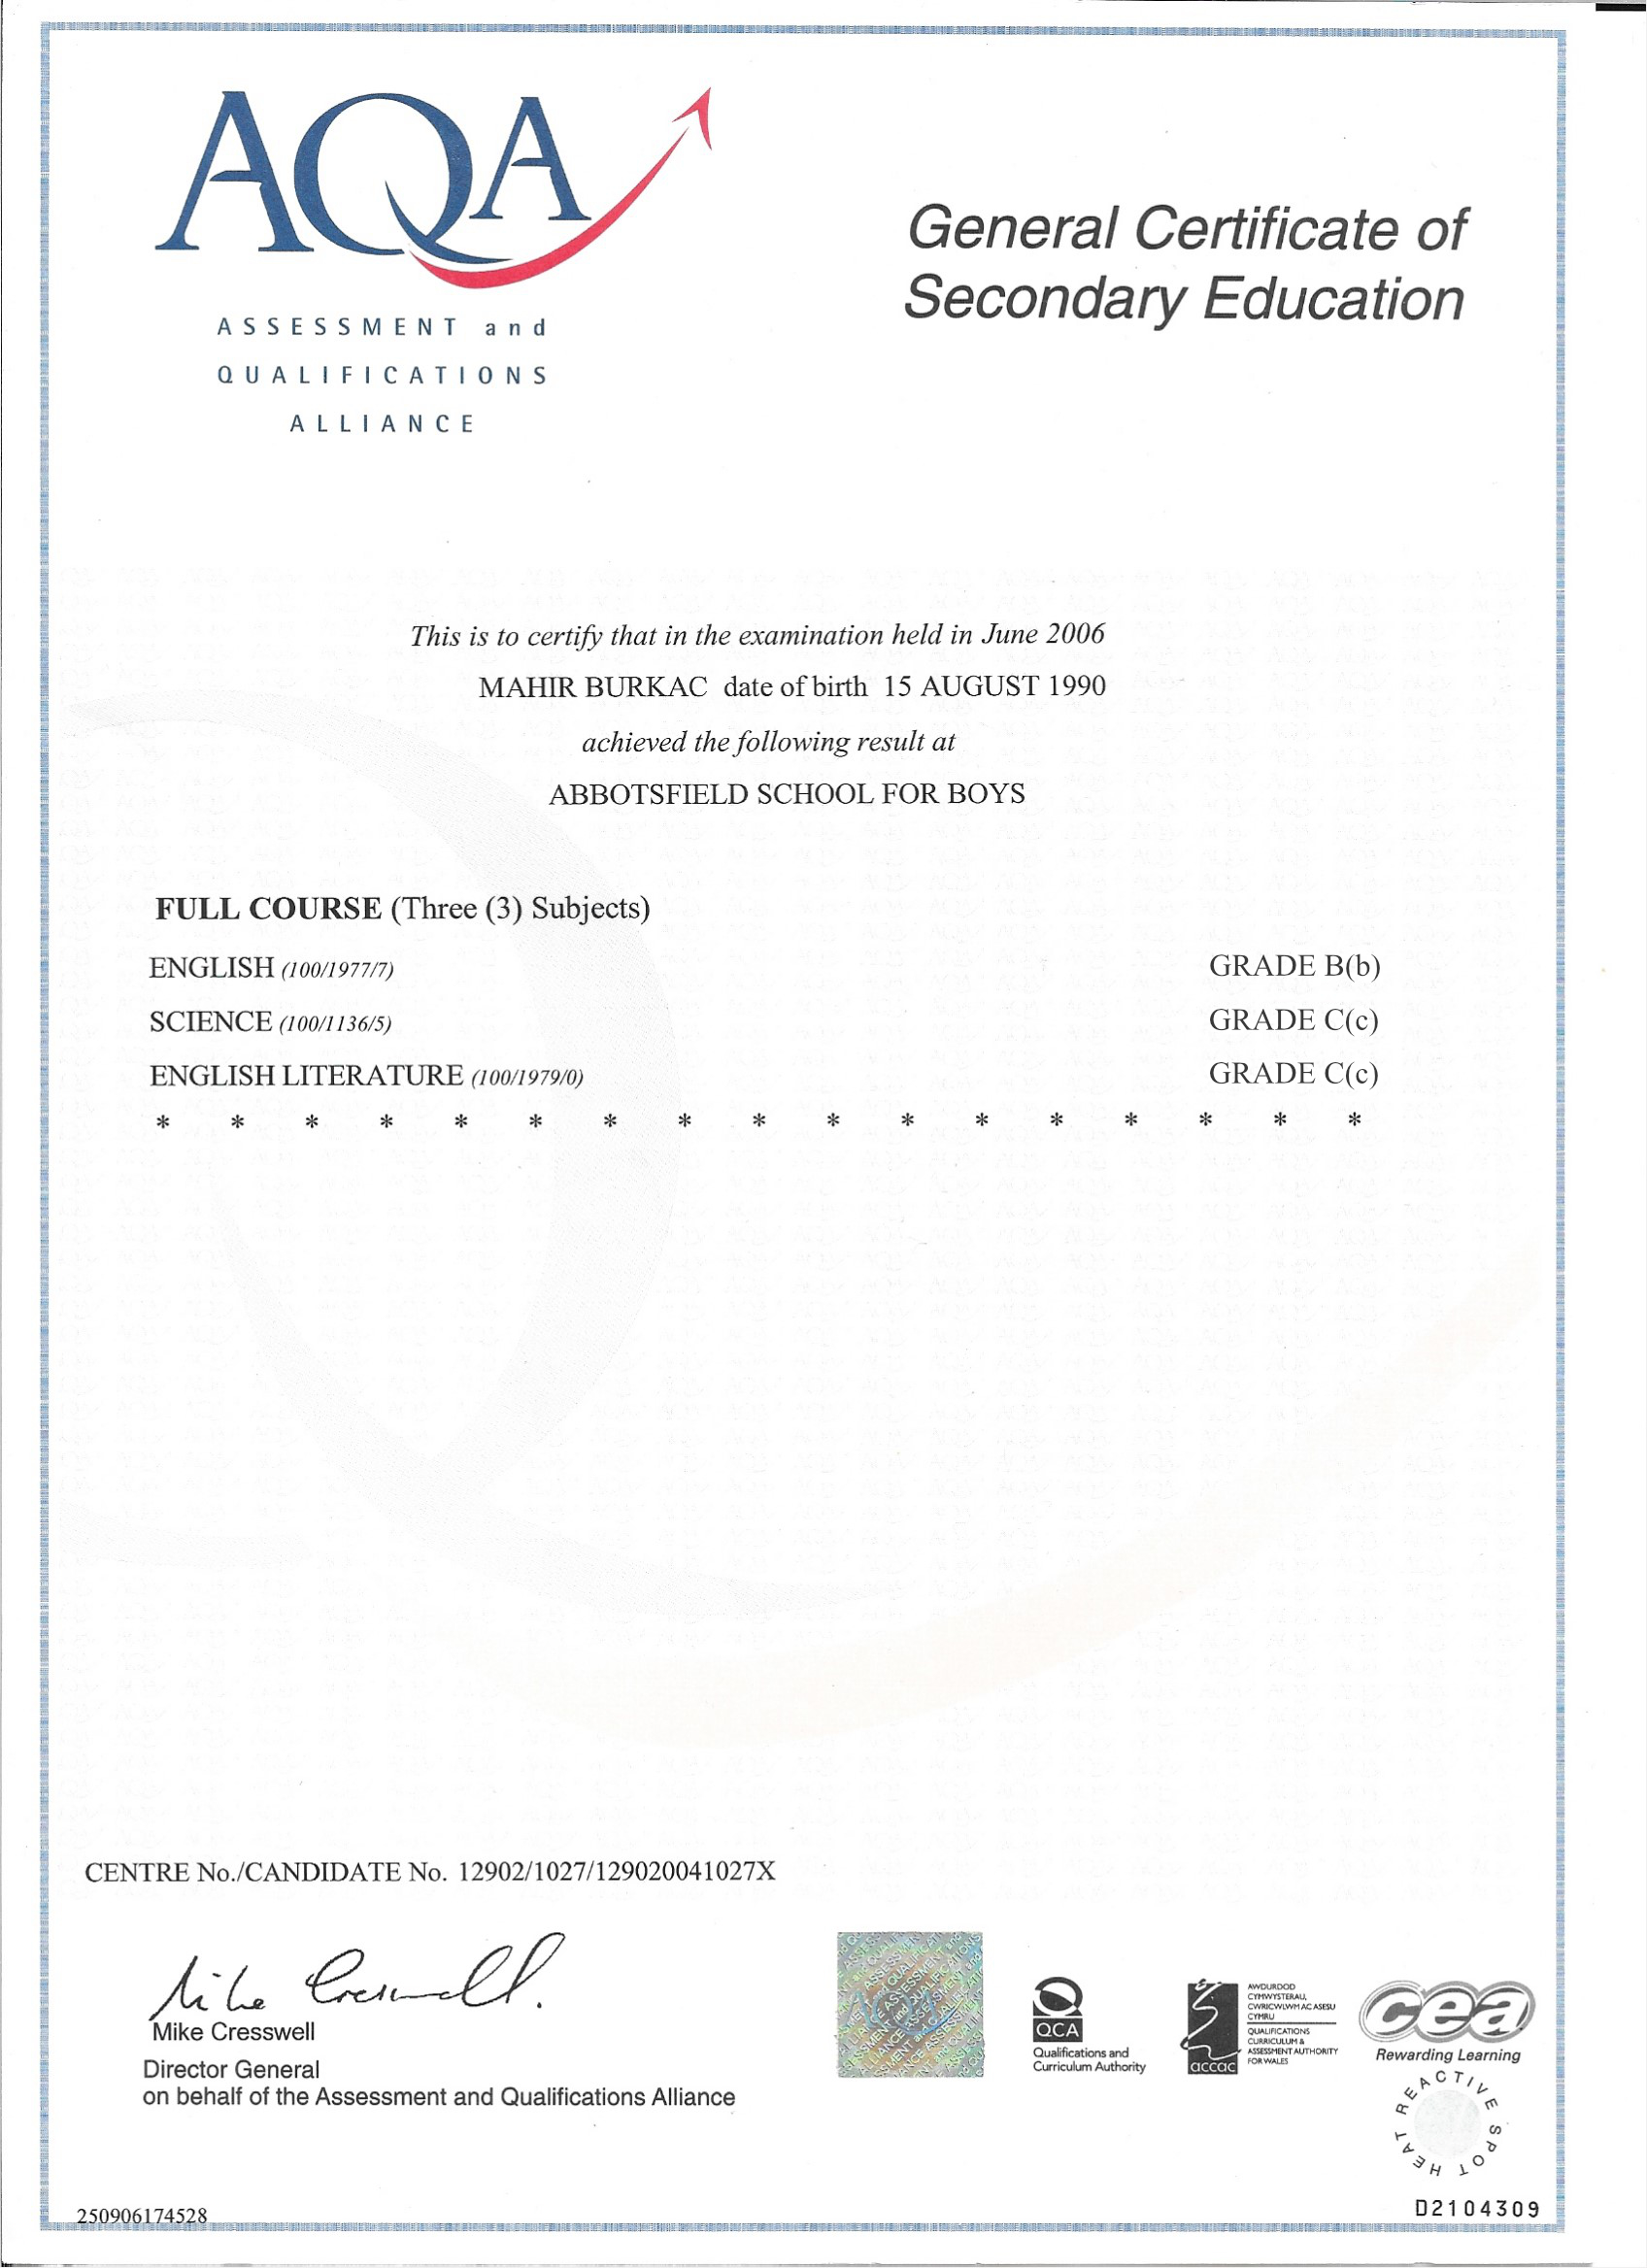 AQA
ASSESSMENT and
QUALIFICATIONS
ALLIANCE
General Certificate of
Secondary Education
This is to certify that in the examination held in June 2006
MAHIR BURKAC date of birth 15 AUGUST 1990
achieved the following result at
ABBOTSFIELD SCHOOL FOR BOYS
FULL COURSE (Three (3) Subjects)
ENGLISH (100/1977/7) GRADE B(b)
SCIENCE (100/1136/5) GRADE C(c)
ENGLISH LITERATURE (100/1979/0) GRADE C(c)
* * * * * * * * * * * * * * * * *
CENTRE No./CANDIDATE No. 12902/1027/129020041027X
Mike Cresswell.
Mike Cresswell
Director General
on behalf of the Assessment and Qualifications Alliance
QCA
Qualifications and
Curriculum Authority
accac
AWDURDOD
CYMWYSTERAU,
CWRICWLWM AC ASESU
CYMRU
QUALIFICATIONS
CURRICULUM &
ASSESSMENT AUTHORITY
FOR WALES
cea
Rewarding Learning
HEAT REACTIVE SPOT
250906174528
D2104309